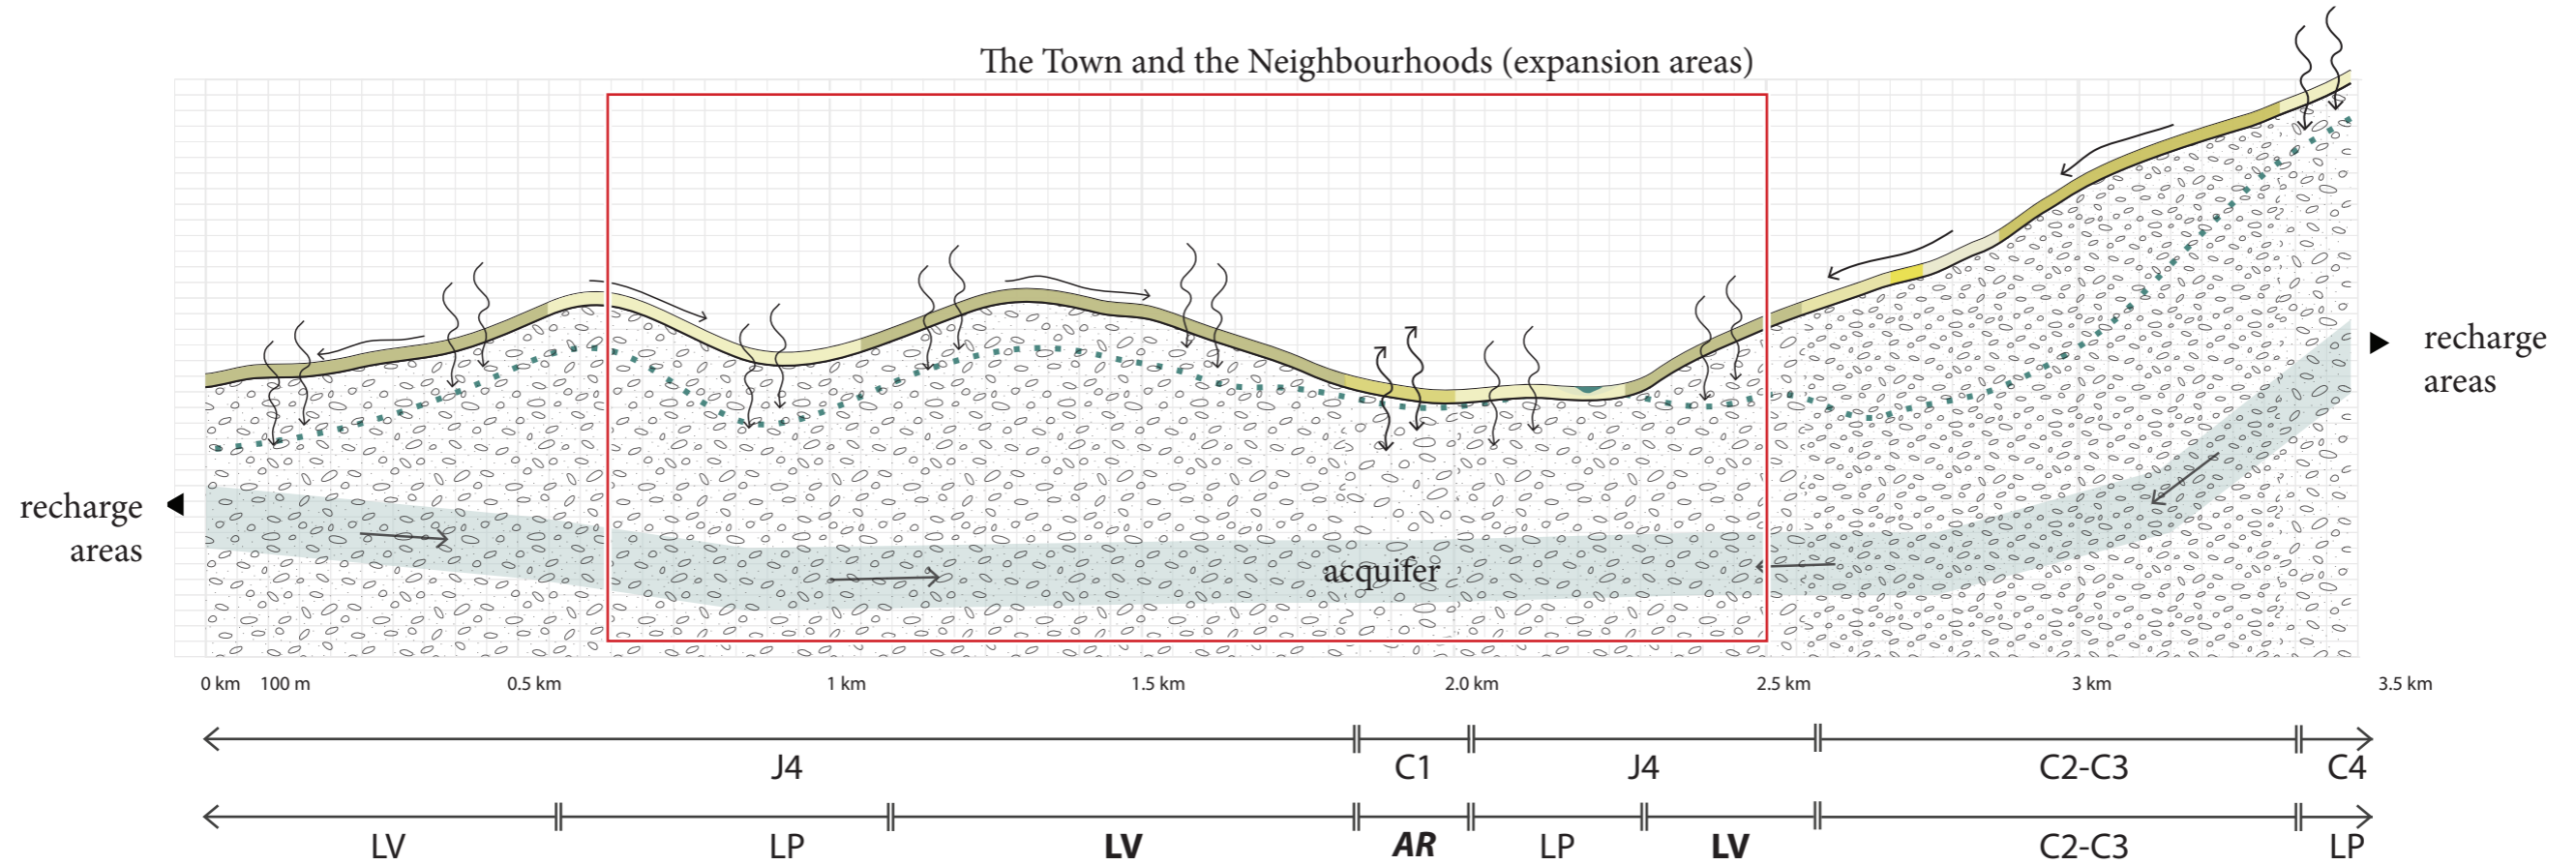 The Town and the Neighbourhoods (expansion areas)
recharge
areas
recharge
areas
acquifer
0 km 100 m 0.5 km 1 km 1.5 km 2.0 km 2.5 km 3 km 3.5 km
J4 C1 J4 C2-C3 C4
LV LP LV AR LP LV C2-C3 LP